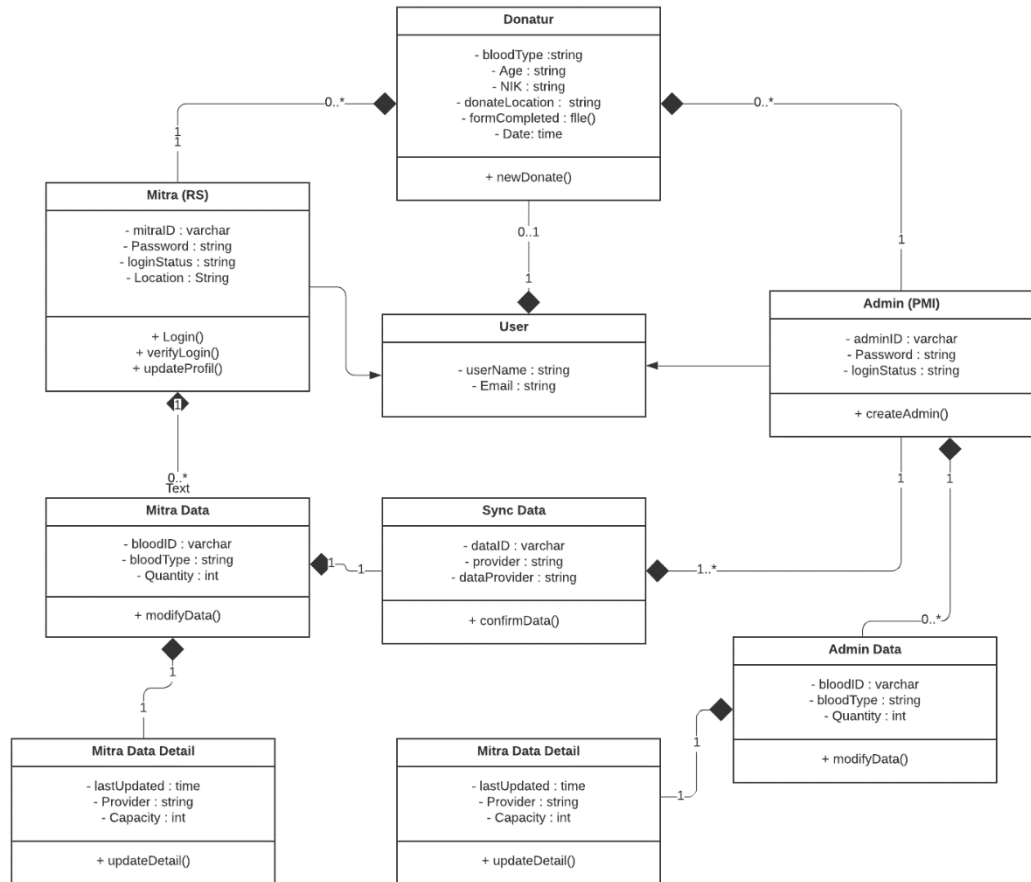 Donatur
- bloodType :string
- Age : string
- NIK : string
- donateLocation : string
- formCompleted : flle()
- Date: time
+ newDonate()
0..*
0..*
1
1
Mitra (RS)
- mitraID : varchar
- Password : string
- loginStatus : string
- Location : String
+ Login()
+ verifyLogin()
+ updateProfil()
0..1
1
1
User
- userName : string
- Email : string
Admin (PMI)
- adminID : varchar
- Password : string
- loginStatus : string
+ createAdmin()
1
0..*
Text
1
1
Mitra Data
- bloodID : varchar
- bloodType : string
- Quantity : int
+ modifyData()
1
1
Sync Data
- dataID : varchar
- provider : string
- dataProvider : string
+ confirmData()
1..*
0..*
Admin Data
- bloodID : varchar
- bloodType : string
- Quantity : int
+ modifyData()
1
1
1
1
Mitra Data Detail
- lastUpdated : time
- Provider : string
- Capacity : int
+ updateDetail()
Mitra Data Detail
- lastUpdated : time
- Provider : string
- Capacity : int
+ updateDetail()